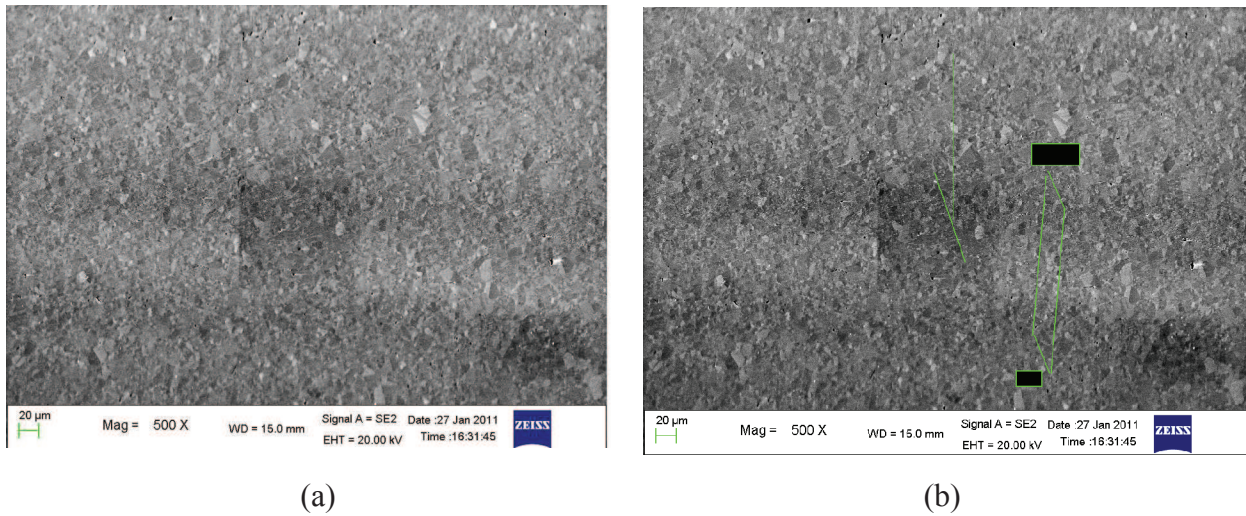 20 µm
Mag = 500 X
WD = 15.0 mm
Signal A = SE2
EHT = 20.00 kV
Date :27 Jan 2011
Time :16:31:45
ZEISS
20 µm
Mag = 500 X
WD = 15.0 mm
Signal A = SE2
EHT = 20.00 kV
Date :27 Jan 2011
Time :16:31:45
ZEISS
(a)
(b)